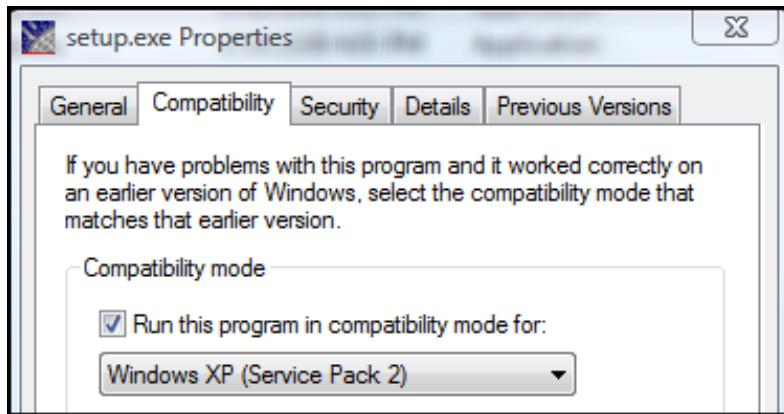 setup.exe Properties
General
Compatibility
Security
Details
Previous Versions
If you have problems with this program and it worked correctly on
an earlier version of Windows, select the compatibility mode that
matches that earlier version.
Compatibility mode
Run this program in compatibility mode for:
Windows XP (Service Pack 2)